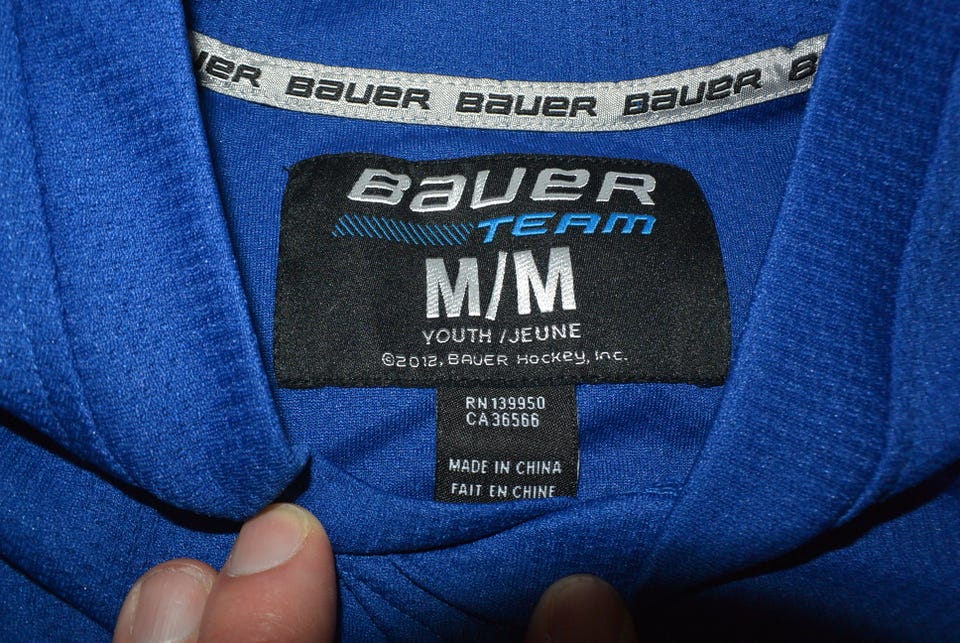 BAUER BAUER BAUER
BAUER
TEAM
M/M
YOUTH / JEUNE
©2012, BAUER HOCKEY, INC.
RN 139950
CA 36566
MADE IN CHINA
FAIT EN CHINE